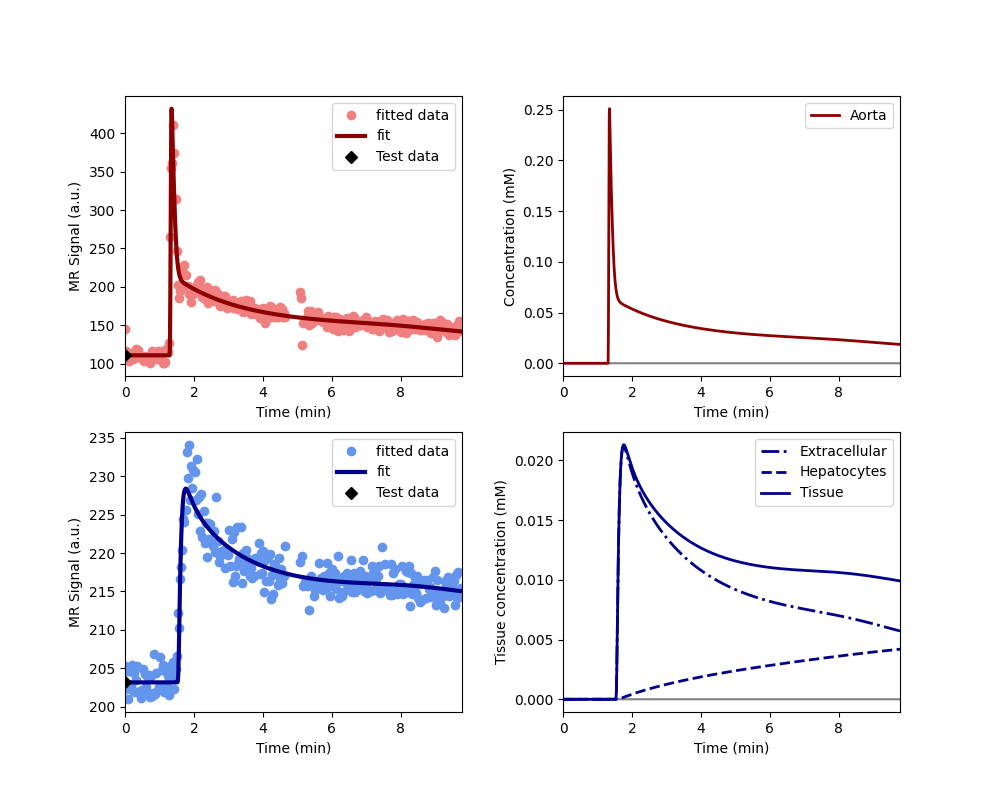 MR Signal (a.u.)
400
350
300
250
200
150
100
0 2 4 6 8
Time (min)
fitted data
fit
Test data
Concentration (mM)
0.25
0.20
0.15
0.10
0.05
0.00
0 2 4 6 8
Time (min)
Aorta
MR Signal (a.u.)
235
230
225
220
215
210
205
200
0 2 4 6 8
Time (min)
fitted data
fit
Test data
Tissue concentration (mM)
0.020
0.015
0.010
0.005
0.000
0 2 4 6 8
Time (min)
Extracellular
Hepatocytes
Tissue